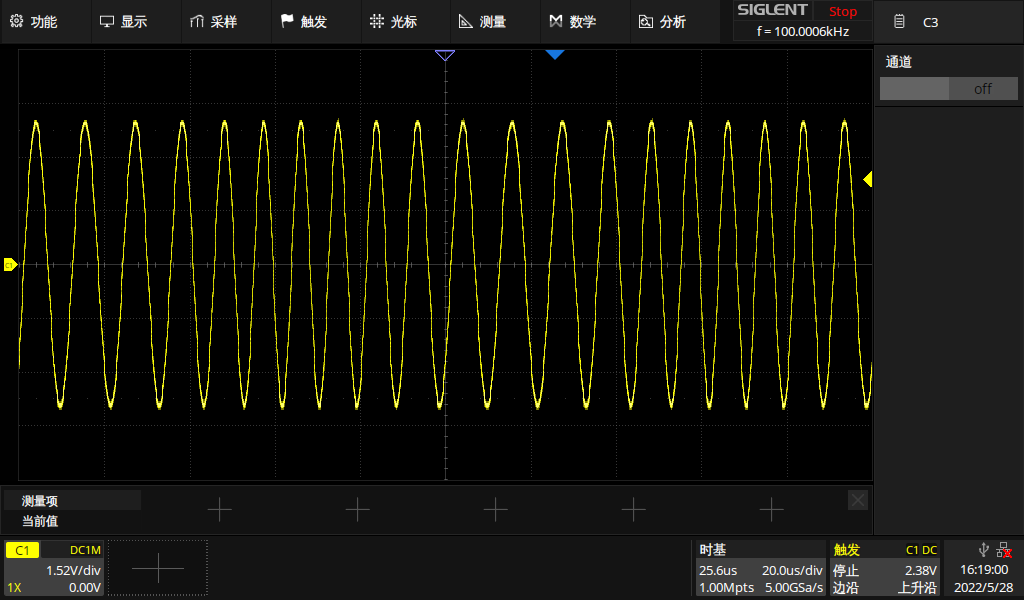 功能 显示 采样 触发 光标 测量 数学 分析 SIGLENT Stop C3
f = 100.0006kHz
通道
off
C1
测量项
当前值
C1 DC1M
1.52V/div
1X 0.00V
时基
25.6us 20.0us/div
1.00Mpts 5.00GSa/s
触发 C1 DC
停止 2.38V
边沿 上升沿
16:19:00
2022/5/28